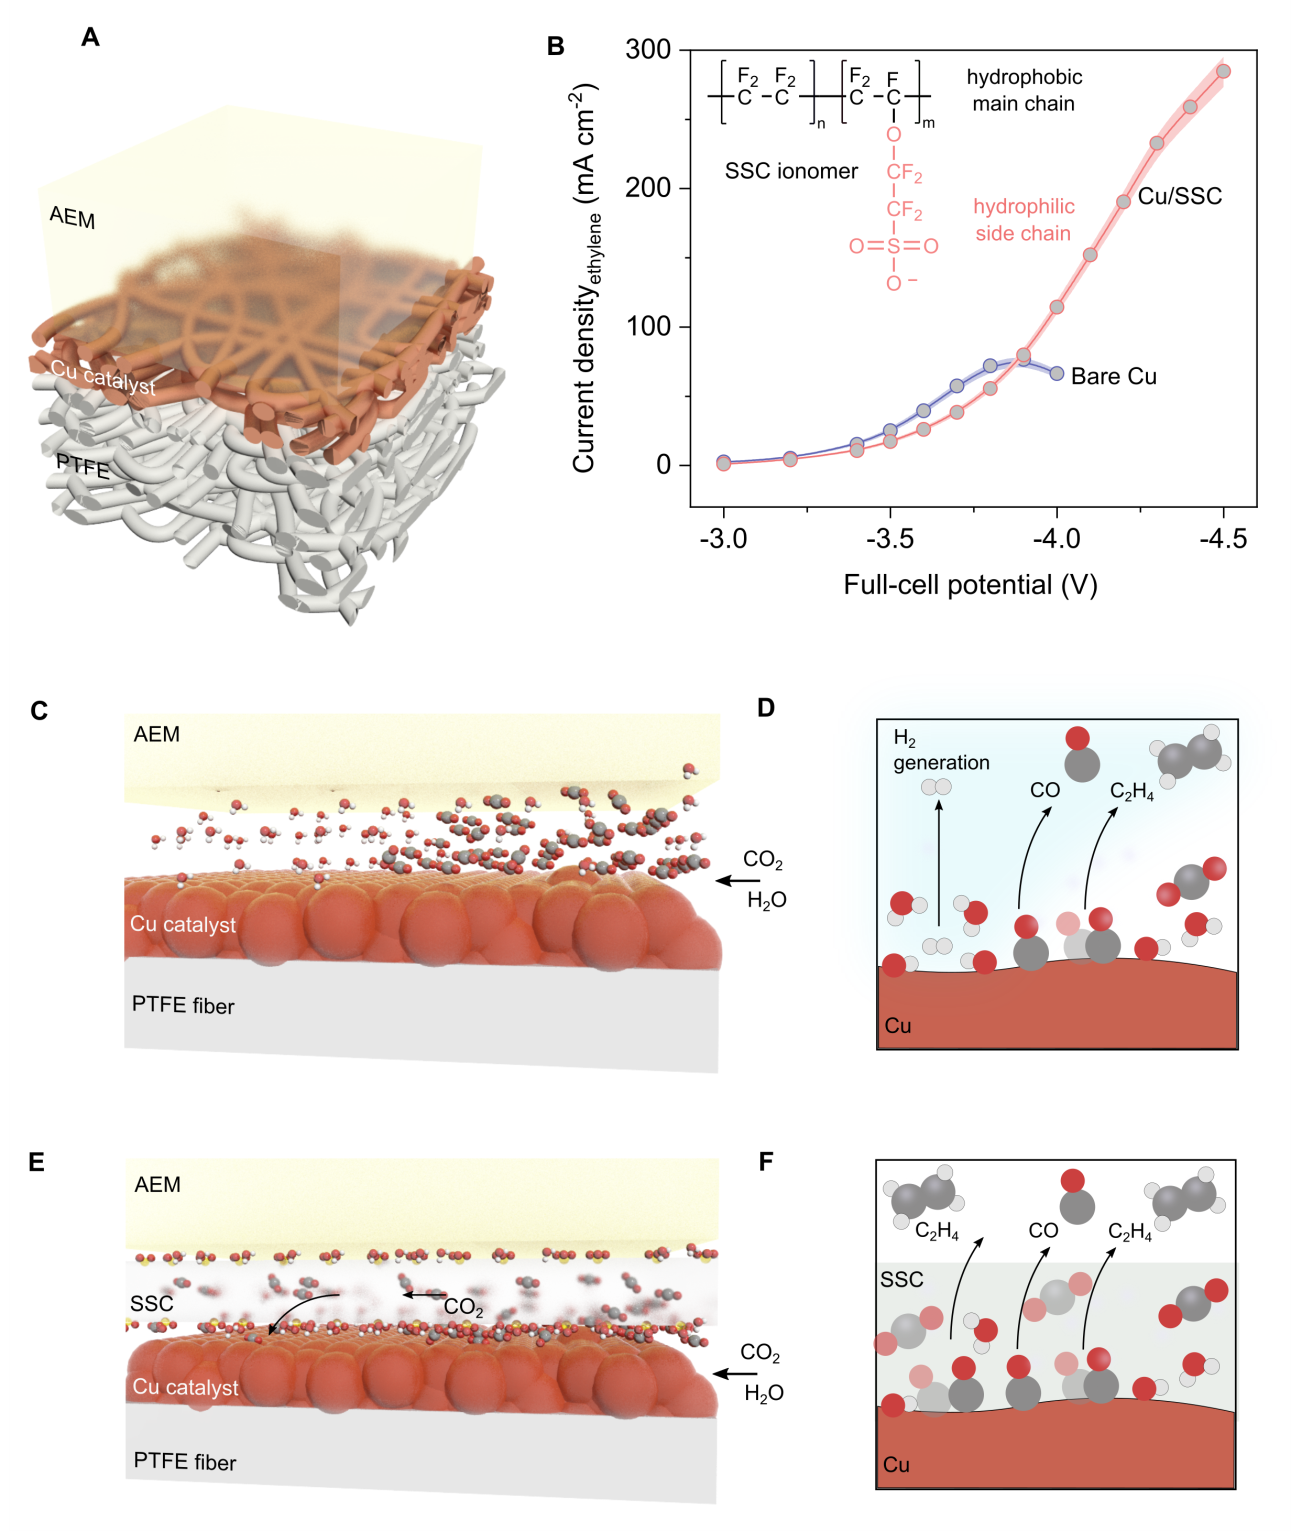 A
AEM
Cu catalyst
PTFE
B
Current density ethylene (mA cm-2)
300
200
100
0
-3.0
-3.5
-4.0
-4.5
Full-cell potential (V)
F2 F2 F2 F
C C C C
n m
O
CF2
CF2
O=S=O
O−
hydrophobic
main chain
SSC ionomer
hydrophilic
side chain
Cu/SSC
Bare Cu
C
AEM
Cu catalyst
PTFE fiber
CO2
H2O
D
H2
generation
CO
C2H4
Cu
E
AEM
SSC
CO2
Cu catalyst
PTFE fiber
CO2
H2O
F
C2H4
CO
C2H4
SSC
Cu